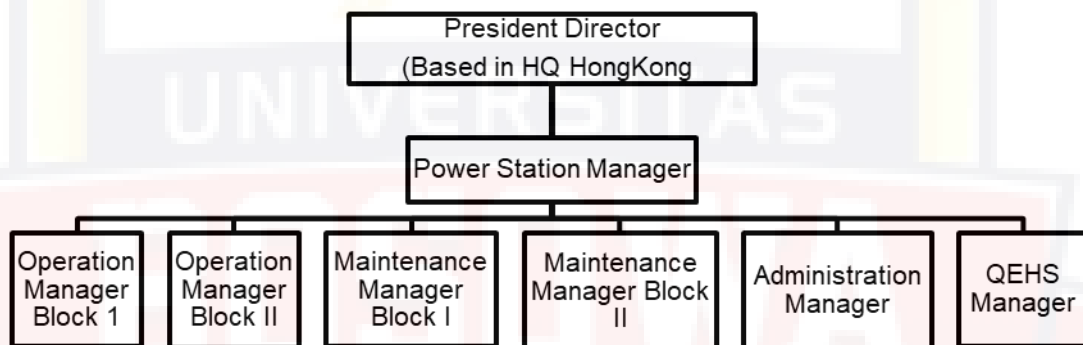 UNIVERSITAS
President Director
(Based in HQ HongKong
Power Station Manager
Operation
Manager
Block 1
Operation
Manager
Block II
Maintenance
Manager
Block I
Maintenance
Manager Block
II
Administration
Manager
QEHS
Manager